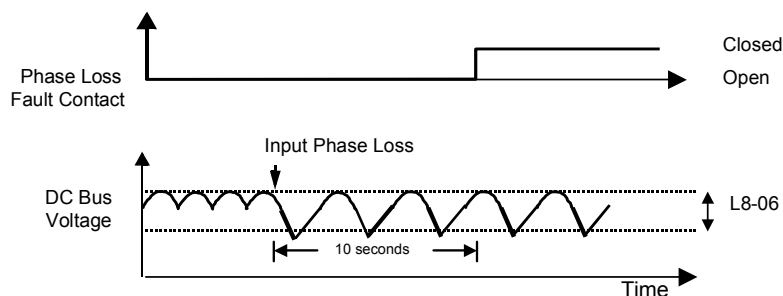 Closed
Phase Loss
Fault Contact
Open
Input Phase Loss
DC Bus
Voltage
L8-06
10 seconds
Time